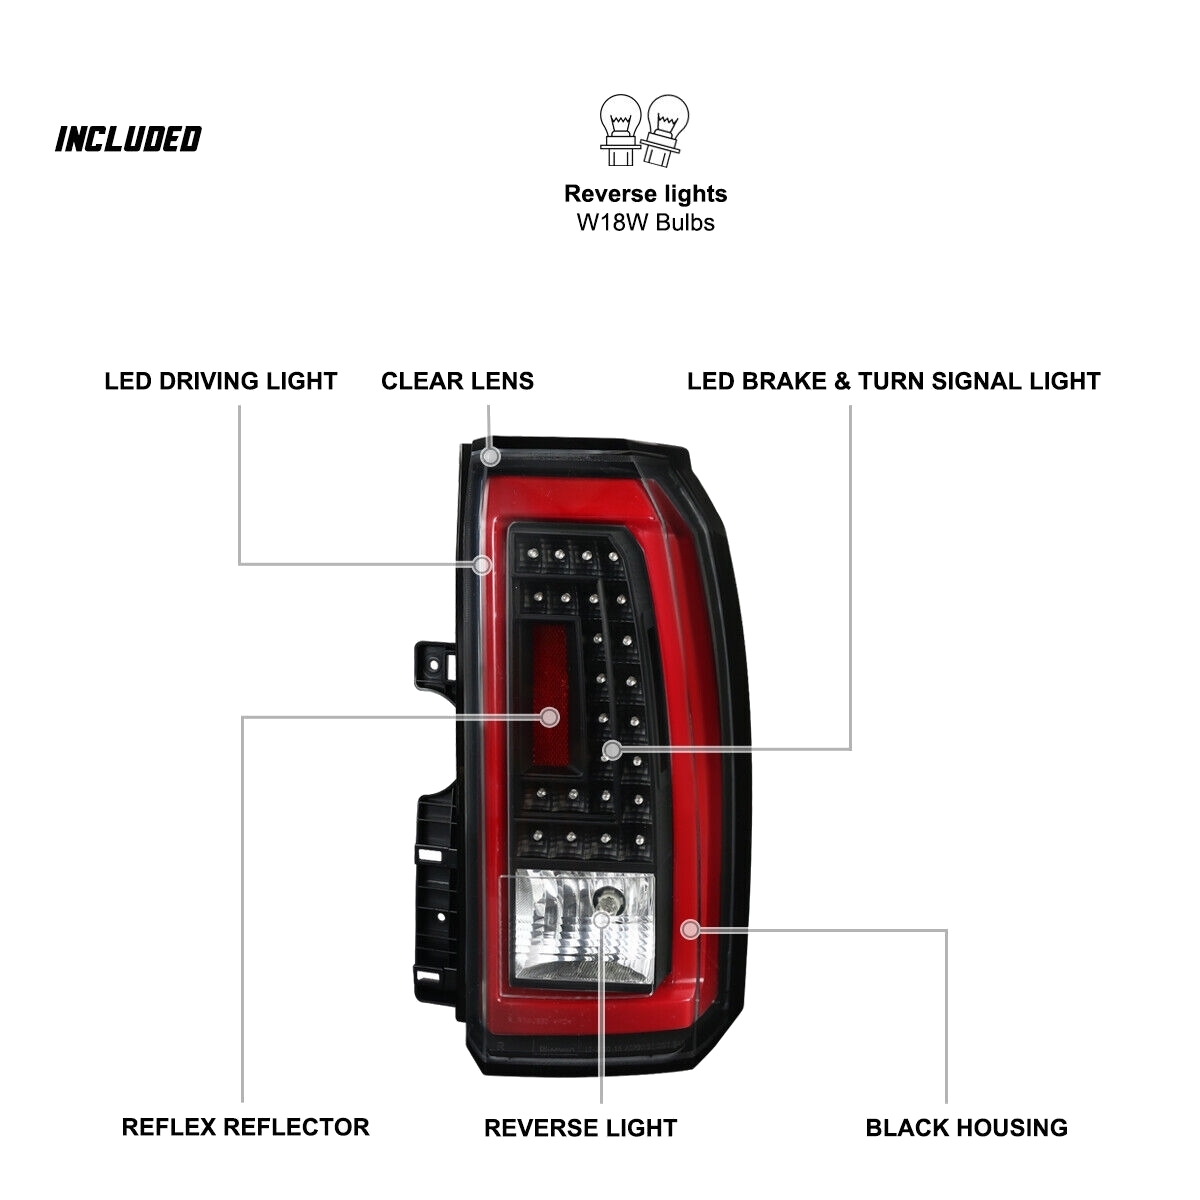 INCLUDED
Reverse lights
W18W Bulbs
LED DRIVING LIGHT
CLEAR LENS
LED BRAKE & TURN SIGNAL LIGHT
REFLEX REFLECTOR
REVERSE LIGHT
BLACK HOUSING